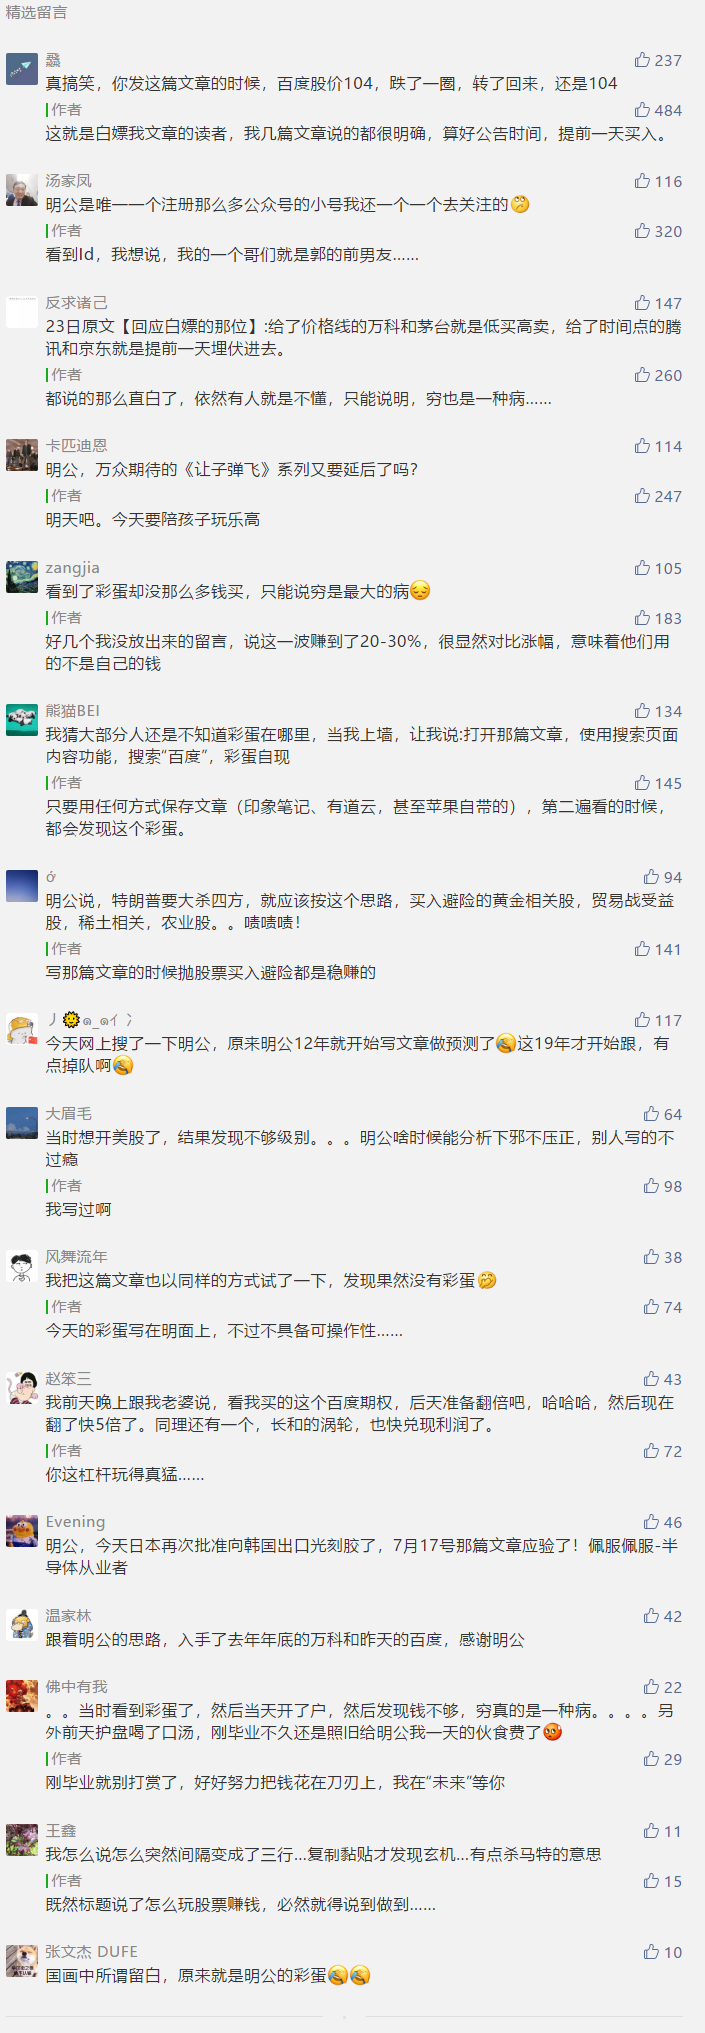 精选留言
骉
237
真搞笑，你发这篇文章的时候，百度股价104，跌了一圈，转了回来，还是104
作者
484
这就是白嫖我文章的读者，我几篇文章说的都很明确，算好公告时间，提前一天买入。
汤家凤
116
明公是唯一一个注册那么多公众号的小号我还一个一个去关注的🤔
作者
320
看到Id，我想说，我的一个哥们就是郭的前男友……
反求诸己
147
23日原文【回应白嫖的那位】:给了价格线的万科和茅台就是低买高卖，给了时间点的腾
讯和京东就是提前一天埋伏进去。
作者
260
都说的那么直白了，依然有人就是不懂，只能说明，穷也是一种病……
卡匹迪恩
114
明公，万众期待的《让子弹飞》系列又要延后了吗？
作者
247
明天吧。今天要陪孩子玩乐高
zangjia
105
看到了彩蛋却没那么多钱买，只能说穷是最大的病😔
作者
183
好几个我没放出来的留言，说这一波赚到了20-30%，很显然对比涨幅，意味着他们用
的不是自己的钱
熊猫BEI
134
我猜大部分人还是不知道彩蛋在哪里，当我上墙，让我说:打开那篇文章，使用搜索页面
内容功能，搜索“百度”，彩蛋自现
作者
145
只要用任何方式保存文章（印象笔记、有道云，甚至苹果自带的），第二遍看的时候，
都会发现这个彩蛋。
ớ
94
明公说，特朗普要大杀四方，就应该按这个思路，买入避险的黄金相关股，贸易战受益
股，稀土相关，农业股。。啧啧啧！
作者
141
写那篇文章的时候抛股票买入避险都是稳赚的
117
今天网上搜了一下明公，原来明公12年就开始写文章做预测了🤣这19年才开始跟，有
点掉队啊🤣
大眉毛
64
当时想开美股了，结果发现不够级别。。。明公啥时候能分析下邪不压正，别人写的不
过瘾
作者
98
我写过啊
风舞流年
38
我把这篇文章也以同样的方式试了一下，发现果然没有彩蛋🤣
作者
74
今天的彩蛋写在明面上，不过不具备可操作性……
赵笨三
43
我前天晚上跟我老婆说，看我买的这个百度期权，后天准备翻倍吧，哈哈哈，然后现在
翻了快5倍了。同理还有一个，长和的涡轮，也快兑现利润了。
作者
72
你这杠杆玩得真猛……
Evening
46
明公，今天日本再次批准向韩国出口光刻胶了，7月17号那篇文章应验了！佩服佩服-半
导体从业者
温家林
42
跟着明公的思路，入手了去年年底的万科和昨天的百度，感谢明公
佛中有我
22
。。当时看到彩蛋了，然后当天开了户，然后发现钱不够，穷真的是一种病。。。。另
外前天护盘喝了口汤，刚毕业不久还是照旧给明公我一天的伙食费了🥵
作者
29
刚毕业就别打赏了，好好努力把钱花在刀刃上，我在“未来”等你
王鑫
11
我怎么说怎么突然间隔变成了三行...复制黏贴才发现玄机...有点杀马特的意思
作者
15
既然标题说了怎么玩股票赚钱，必然就得说到做到……
张文杰 DUFE
10
国画中所谓留白，原来就是明公的彩蛋🤣🤣